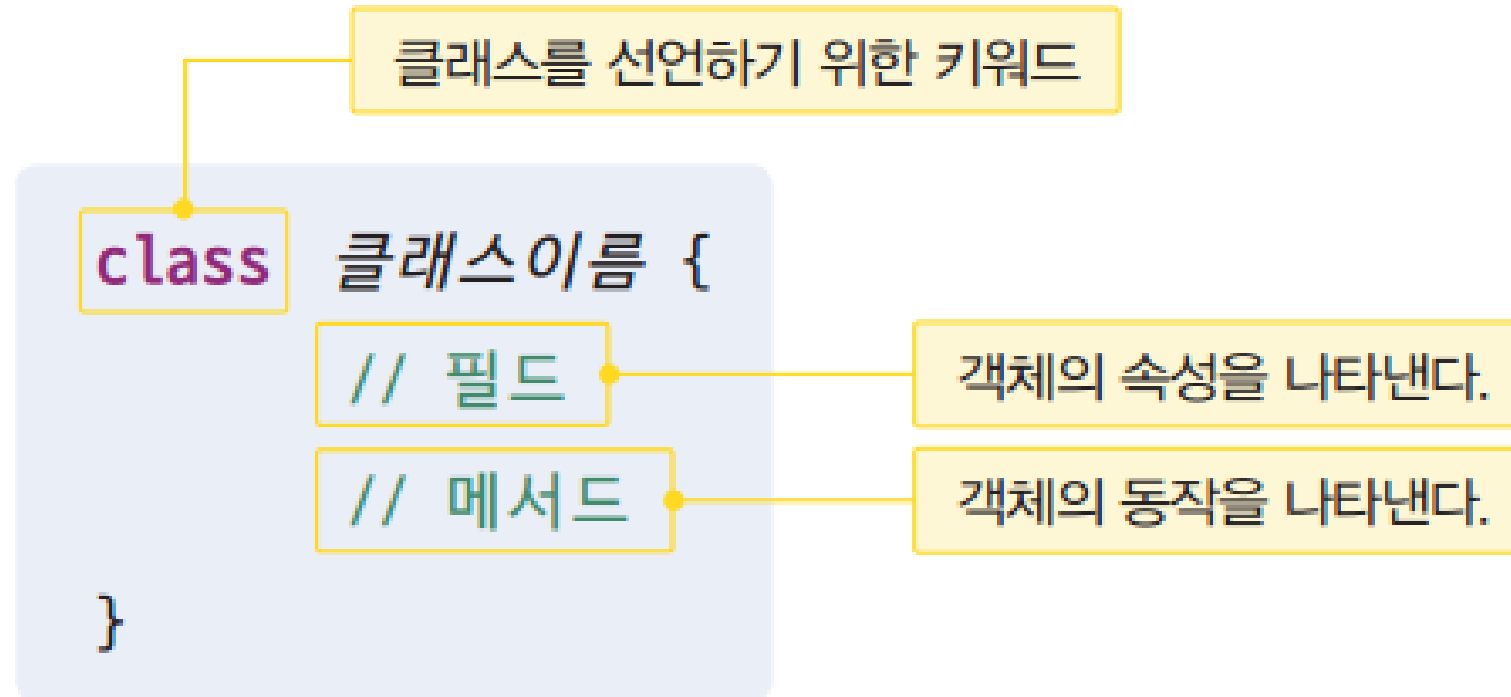 클래스를 선언하기 위한 키워드
class 클래스이름 {
// 필드
객체의 속성을 나타낸다.
// 메서드
객체의 동작을 나타낸다.
}